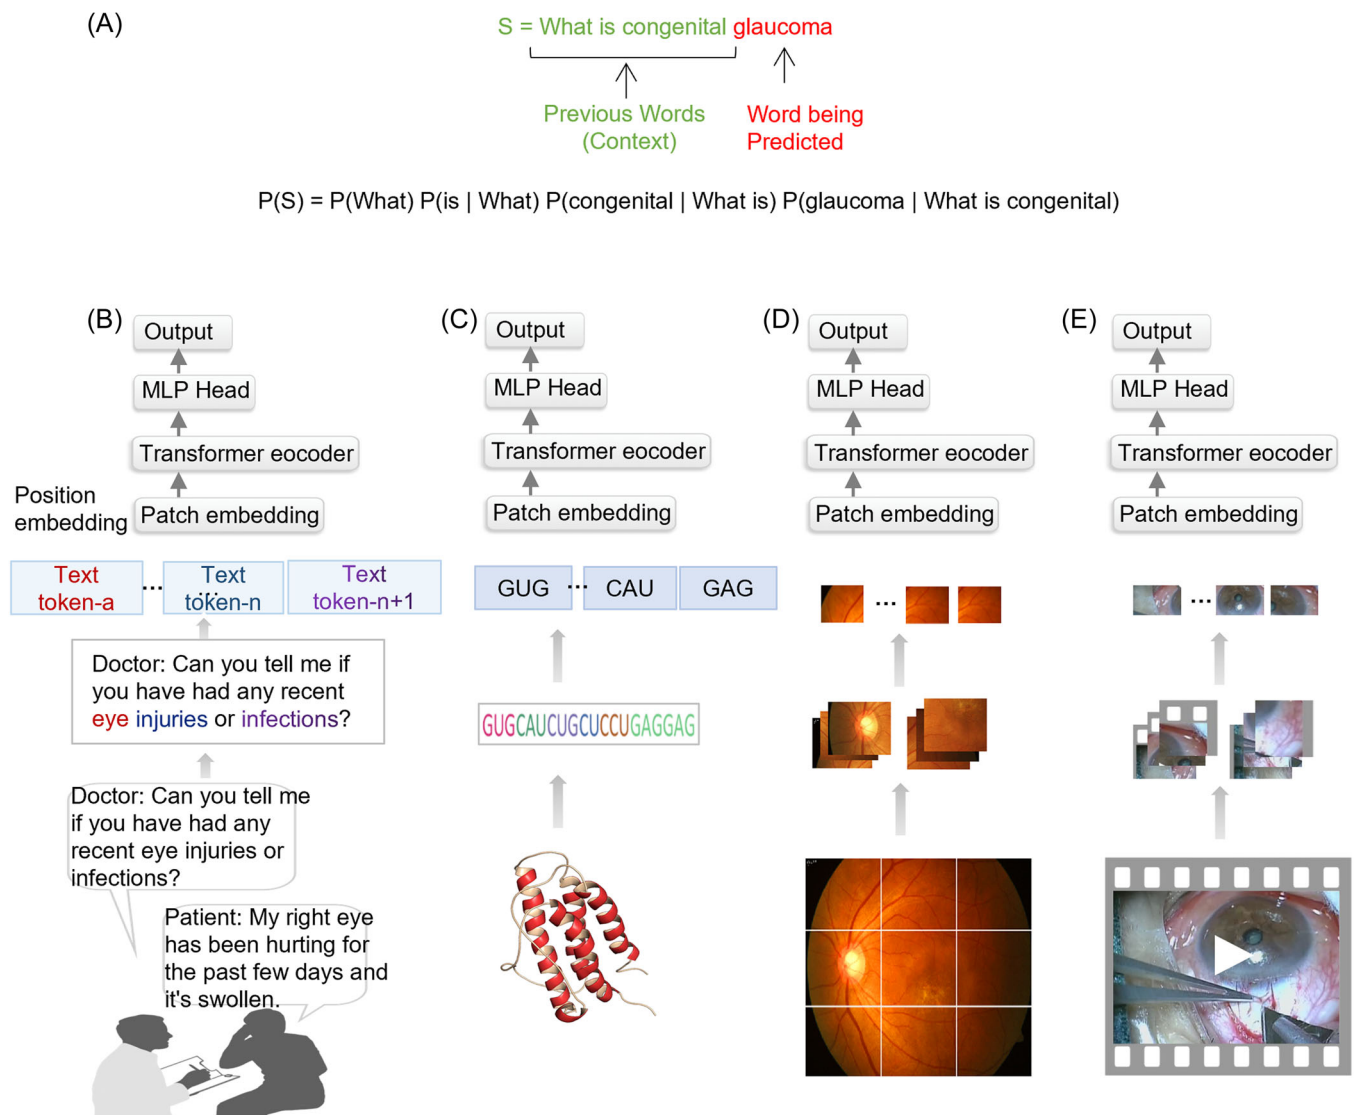 (A)
S = What is congenital glaucoma
Previous Words
(Context)
Word being
Predicted
P(S) = P(What) P(is | What) P(congenital | What is) P(glaucoma | What is congenital)
(B)
Output
MLP Head
Transformer eocoder
Position
embedding
Patch embedding
Text
token-a
...
Text
token-n
...
Text
token-n+1
Doctor: Can you tell me if
you have had any recent
eye injuries or infections?
Doctor: Can you tell me
if you have had any
recent eye injuries or
infections?
Patient: My right eye
has been hurting for
the past few days and
it's swollen.
(C)
Output
MLP Head
Transformer eocoder
Patch embedding
GUG ... CAU GAG
GUGCAUCUGCUCCUGAGGAG
(D)
Output
MLP Head
Transformer eocoder
Patch embedding
...
(E)
Output
MLP Head
Transformer eocoder
Patch embedding
...